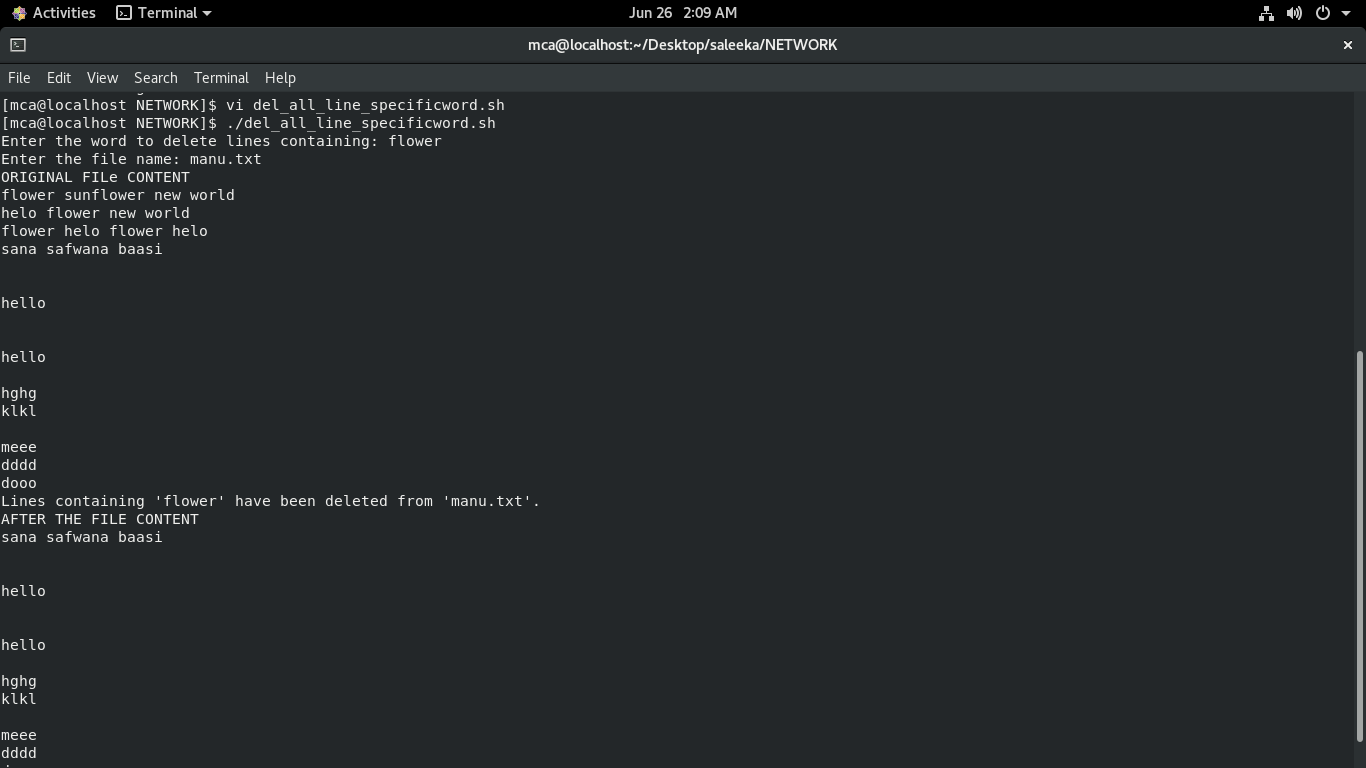 Activities Terminal Jun 26 2:09 AM
mca@localhost:~/Desktop/saleeka/NETWORK ×
File Edit View Search Terminal Help
[mca@localhost NETWORK]$ vi del_all_line_specificword.sh
[mca@localhost NETWORK]$ ./del_all_line_specificword.sh
Enter the word to delete lines containing: flower
Enter the file name: manu.txt
ORIGINAL FILe CONTENT
flower sunflower new world
helo flower new world
flower helo flower helo
sana safwana baasi
hello
hello
hghg
klkl
meee
dddd
dooo
Lines containing 'flower' have been deleted from 'manu.txt'.
AFTER THE FILE CONTENT
sana safwana baasi
hello
hello
hghg
klkl
meee
dddd